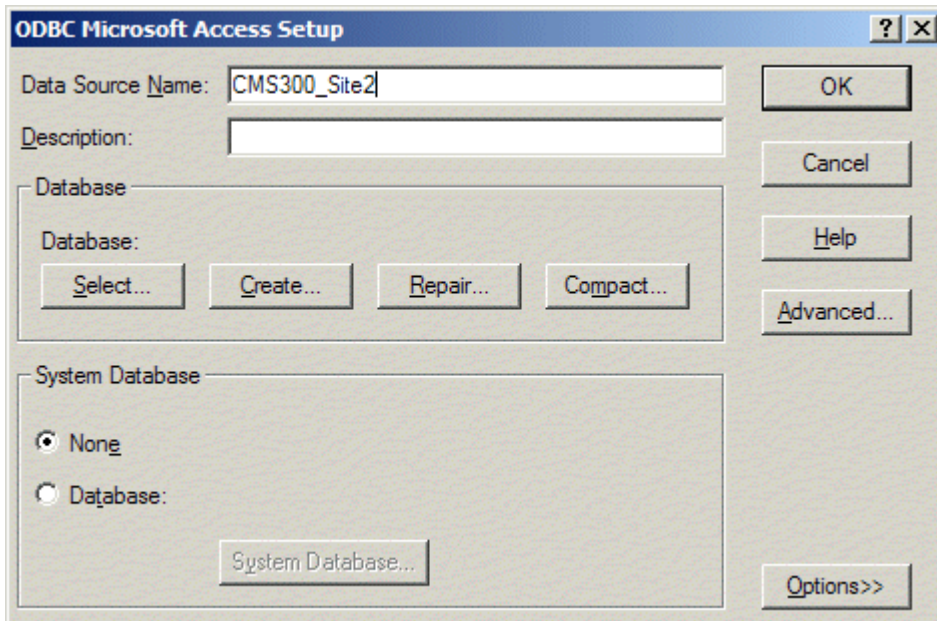 ODBC Microsoft Access Setup
Data Source Name: CMS300_Site2
OK
Description:
Cancel
Database
Database:
Help
Select... Create... Repair... Compact...
Advanced...
System Database
None
Database:
System Database...
Options>>